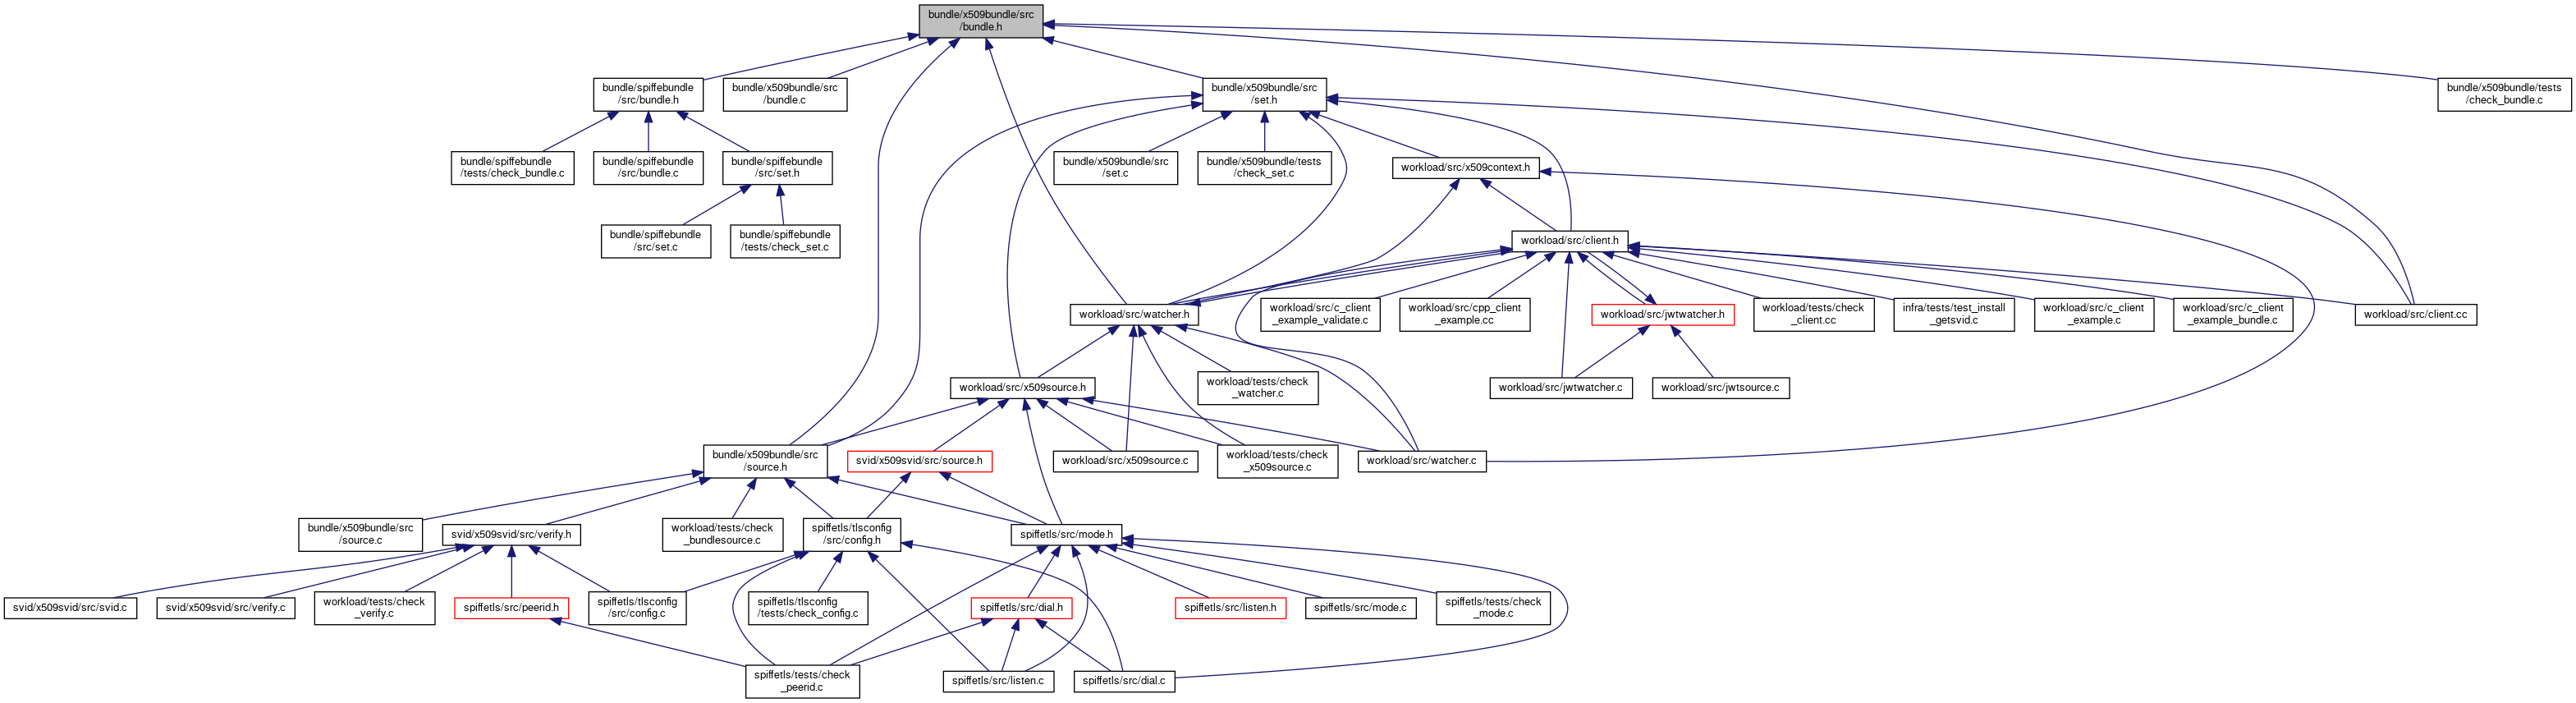 bundle/x509bundle/src
/bundle.h
bundle/spiffebundle
/src/bundle.h
bundle/x509bundle/src
/bundle.c
bundle/x509bundle/src
/set.h
bundle/x509bundle/tests
/check_bundle.c
bundle/spiffebundle
/tests/check_bundle.c
bundle/spiffebundle
/src/bundle.c
bundle/spiffebundle
/src/set.h
bundle/x509bundle/src
/set.c
bundle/x509bundle/tests
/check_set.c
workload/src/x509context.h
bundle/spiffebundle
/src/set.c
bundle/spiffebundle
/tests/check_set.c
workload/src/client.h
workload/src/watcher.h
workload/src/c_client
_example_validate.c
workload/src/cpp_client
_example.cc
workload/src/jwtwatcher.h
workload/tests/check
_client.cc
infra/tests/test_install
_getsvid.c
workload/src/c_client
_example.c
workload/src/c_client
_example_bundle.c
workload/src/client.cc
workload/src/x509source.h
workload/tests/check
_watcher.c
workload/src/jwtwatcher.c
workload/src/jwtsource.c
bundle/x509bundle/src
/source.h
svid/x509svid/src/source.h
workload/src/x509source.c
workload/tests/check
_x509source.c
workload/src/watcher.c
bundle/x509bundle/src
/source.c
svid/x509svid/src/verify.h
workload/tests/check
_bundlesource.c
spiffetls/tlsconfig
/src/config.h
spiffetls/src/mode.h
svid/x509svid/src/svid.c
svid/x509svid/src/verify.c
workload/tests/check
_verify.c
spiffetls/src/peerid.h
spiffetls/tlsconfig
/src/config.c
spiffetls/tlsconfig
/tests/check_config.c
spiffetls/src/dial.h
spiffetls/src/listen.h
spiffetls/src/mode.c
spiffetls/tests/check
_mode.c
spiffetls/tests/check
_peerid.c
spiffetls/src/listen.c
spiffetls/src/dial.c